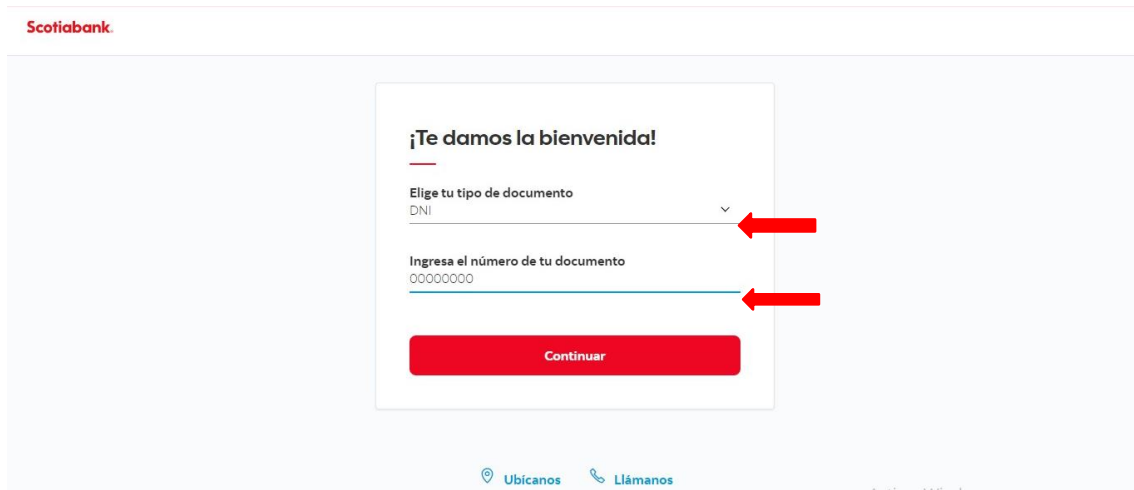 Scotiabank.
¡Te damos la bienvenida!
Elige tu tipo de documento
DNI
Ingresa el número de tu documento
00000000
Continuar
Ubícanos Llámanos